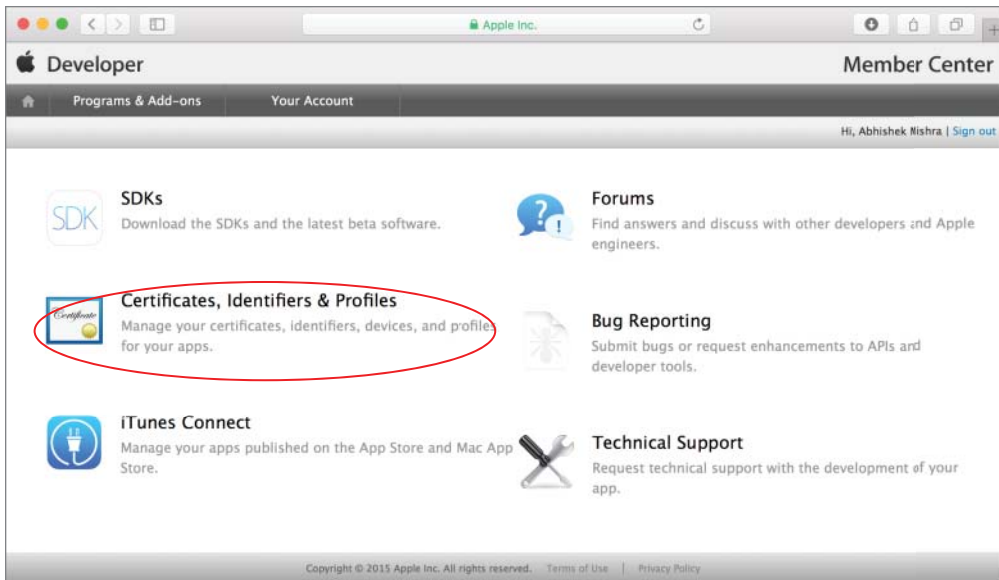 Apple Inc.
Developer
Member Center
Programs & Add-ons
Your Account
Hi, Abhishek Mishra | Sign out
SDK
SDKs
Download the SDKs and the latest beta software.
Forums
Find answers and discuss with other developers and Apple
engineers.
Certificate
Certificates, Identifiers & Profiles
Manage your certificates, identifiers, devices, and profiles
for your apps.
Bug Reporting
Submit bugs or request enhancements to APIs and
developer tools.
iTunes Connect
Manage your apps published on the App Store and Mac App
Store.
Technical Support
Request technical support with the development of your
app.
Copyright © 2015 Apple Inc. All rights reserved. Terms of Use | Privacy Policy